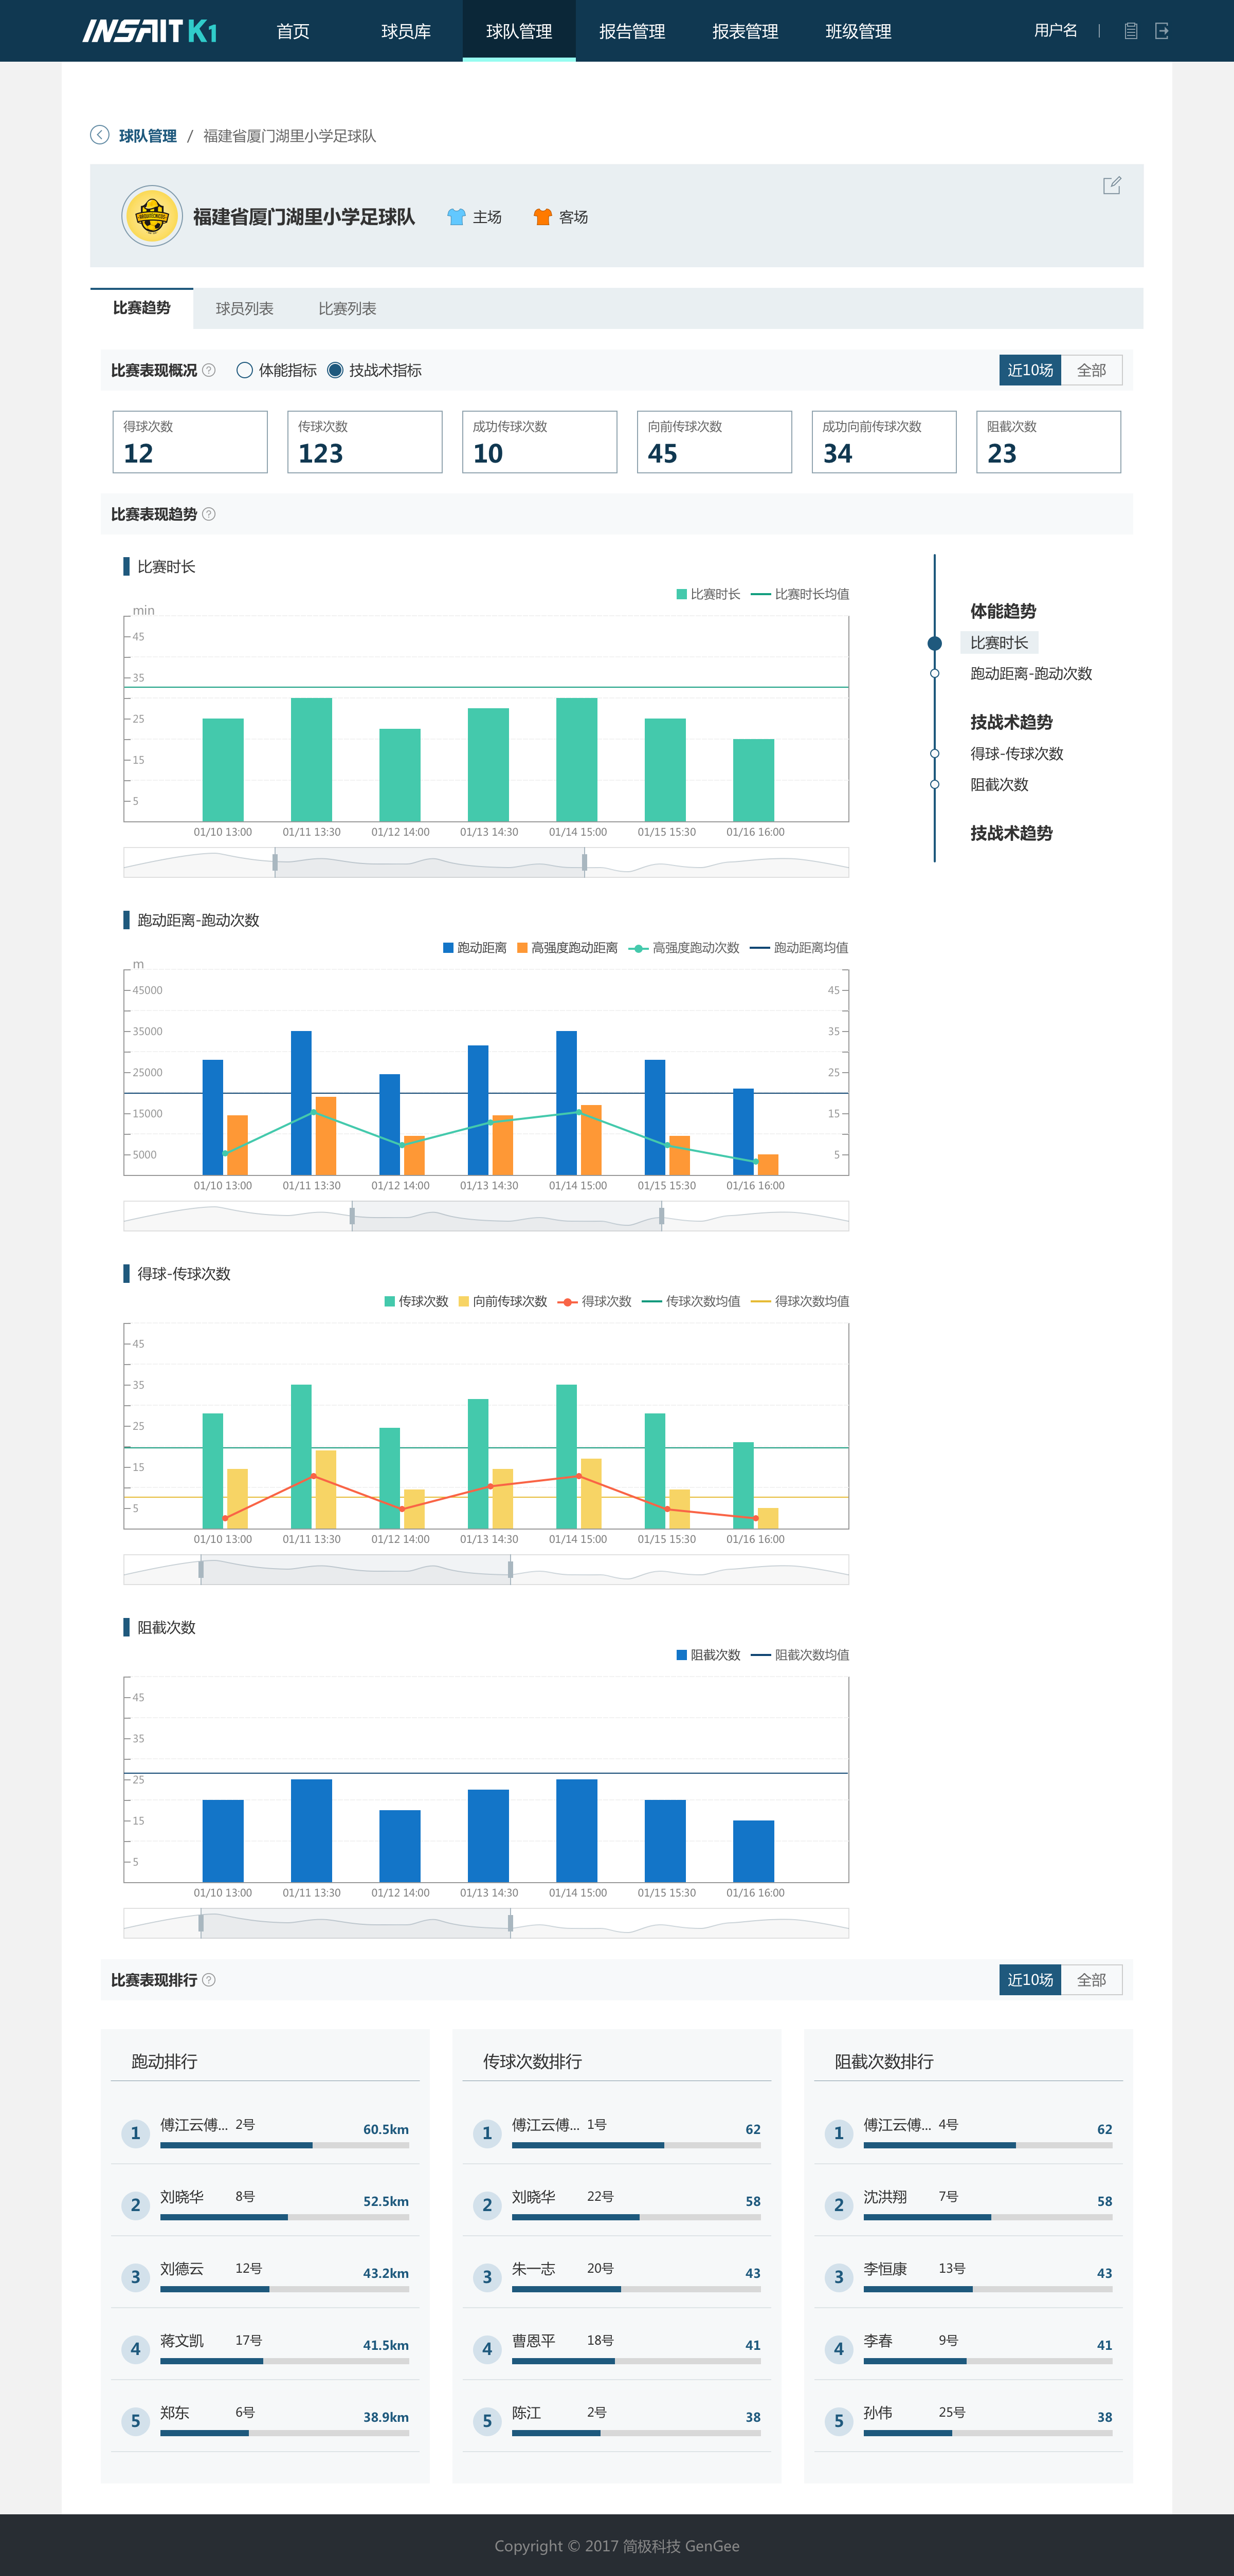 INSAIT K1 首页 球员库 球队管理 报告管理 报表管理 班级管理 用户名
球队管理 / 福建省厦门湖里小学足球队
福建省厦门湖里小学足球队 主场 客场
比赛趋势 球员列表 比赛列表
比赛表现概况 体能指标 技战术指标 近10场 全部
得球次数 传球次数 成功传球次数 向前传球次数 成功向前传球次数 阻截次数
12 123 10 45 34 23
比赛表现趋势
比赛时长
比赛时长 比赛时长均值
min
45
35
25
15
5
01/10 13:00 01/11 13:30 01/12 14:00 01/13 14:30 01/14 15:00 01/15 15:30 01/16 16:00
体能趋势
比赛时长
跑动距离-跑动次数
技战术趋势
得球-传球次数
阻截次数
技战术趋势
跑动距离-跑动次数
跑动距离 高强度跑动距离 高强度跑动次数 跑动距离均值
m
45000 45
35000 35
25000 25
15000 15
5000 5
01/10 13:00 01/11 13:30 01/12 14:00 01/13 14:30 01/14 15:00 01/15 15:30 01/16 16:00
得球-传球次数
传球次数 向前传球次数 得球次数 传球次数均值 得球次数均值
45
35
25
15
5
01/10 13:00 01/11 13:30 01/12 14:00 01/13 14:30 01/14 15:00 01/15 15:30 01/16 16:00
阻截次数
阻截次数 阻截次数均值
45
35
25
15
5
01/10 13:00 01/11 13:30 01/12 14:00 01/13 14:30 01/14 15:00 01/15 15:30 01/16 16:00
比赛表现排行 近10场 全部
跑动排行
1 傅江云傅... 2号 60.5km
2 刘晓华 8号 52.5km
3 刘德云 12号 43.2km
4 蒋文凯 17号 41.5km
5 郑东 6号 38.9km
传球次数排行
1 傅江云傅... 1号 62
2 刘晓华 22号 58
3 朱一志 20号 43
4 曹恩平 18号 41
5 陈江 2号 38
阻截次数排行
1 傅江云傅... 4号 62
2 沈洪翔 7号 58
3 李恒康 13号 43
4 李春 9号 41
5 孙伟 25号 38
Copyright © 2017 简极科技 GenGee